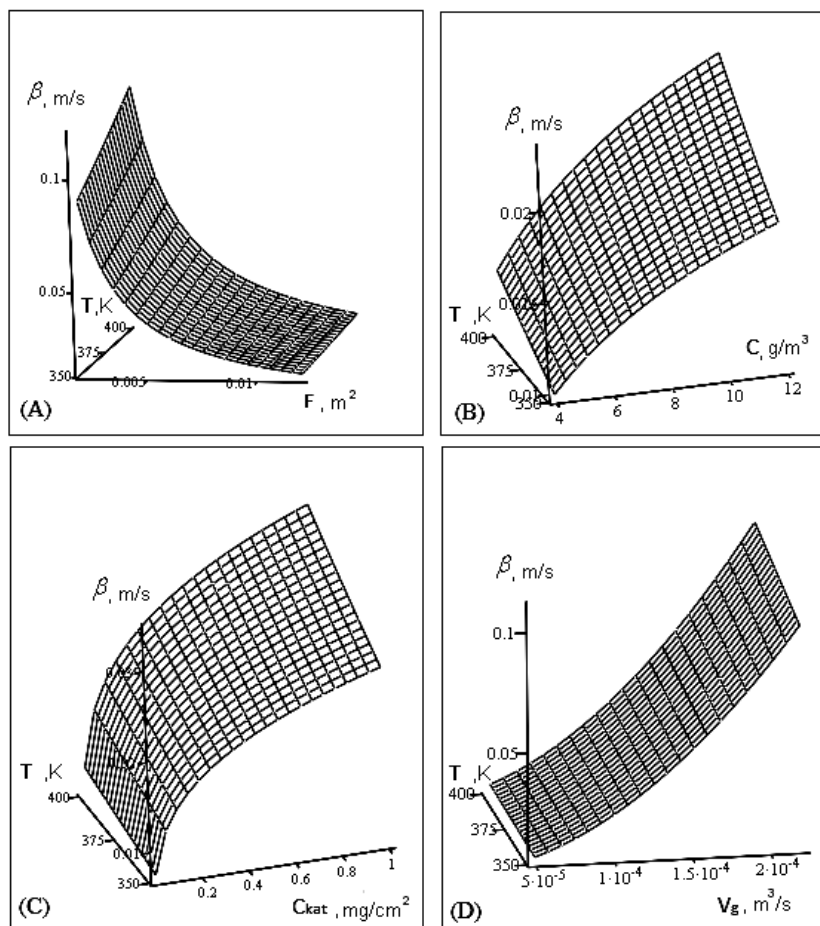 β, m/s
0.1
0.05
T,K
400
375
350
0.005
0.01
F, m²
(A)
β, m/s
0.02
T ,K
400
375
350
C, g/m³
4
6
8
10
12
(B)
β, m/s
0.01
T ,K
400
375
350
0.2
0.4
0.6
0.8
1
Ckat , mg/cm²
(C)
β, m/s
0.1
0.05
T ,K
400
375
350
5·10⁻⁵
1·10⁻⁴
1.5·10⁻⁴
2·10⁻⁴
Vg, m³/s
(D)